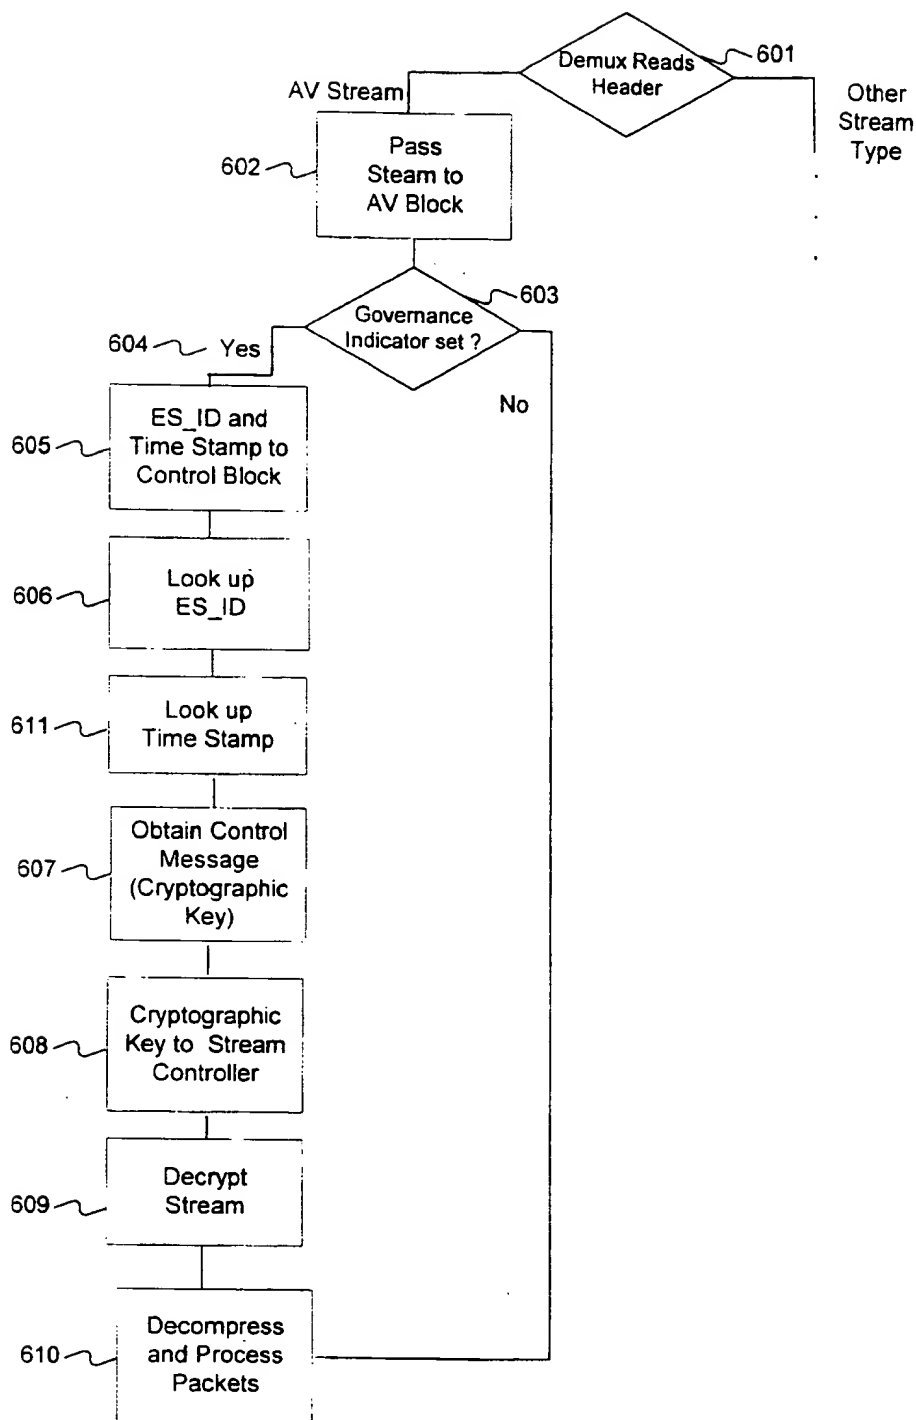 Demux Reads
Header
601
AV Stream
Other
Stream
Type
602
Pass
Steam to
AV Block
603
Governance
Indicator set ?
604
Yes
No
605
ES_ID and
Time Stamp to
Control Block
606
Look up
ES_ID
611
Look up
Time Stamp
607
Obtain Control
Message
(Cryptographic
Key)
608
Cryptographic
Key to Stream
Controller
609
Decrypt
Stream
610
Decompress
and Process
Packets